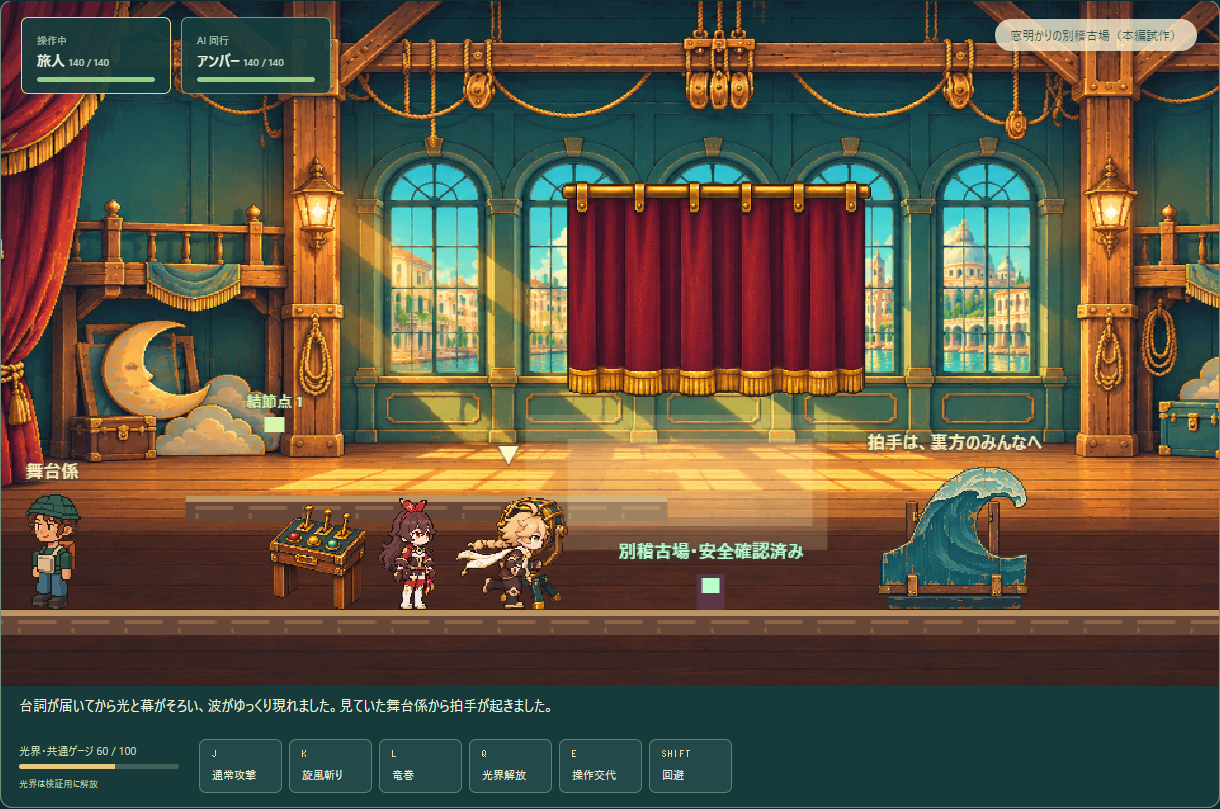 操作中
旅人 140 / 140
AI 同行
アンバー 140 / 140
窓明かりの別稽古場（本編試作）
結節点 1
拍手は、裏方のみんなへ
舞台係
別稽古場・安全確認済み
台詞が届いてから光と幕がそろい、波がゆっくり現れました。見ていた舞台係から拍手が起きました。
光界・共通ゲージ 60 / 100
光界は検証用に解放
J
通常攻撃
K
旋風斬り
L
竜巻
Q
光界解放
E
操作交代
SHIFT
回避